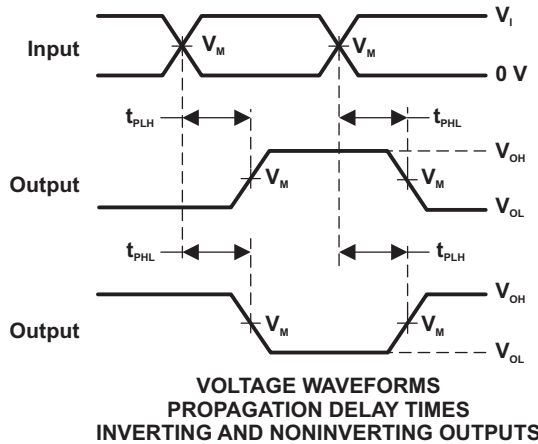 V_I
Input V_M V_M
0 V
t_PLH t_PHL
V_OH
Output V_M V_M
V_OL
t_PHL t_PLH
V_OH
Output V_M V_M
V_OL
VOLTAGE WAVEFORMS
PROPAGATION DELAY TIMES
INVERTING AND NONINVERTING OUTPUTS